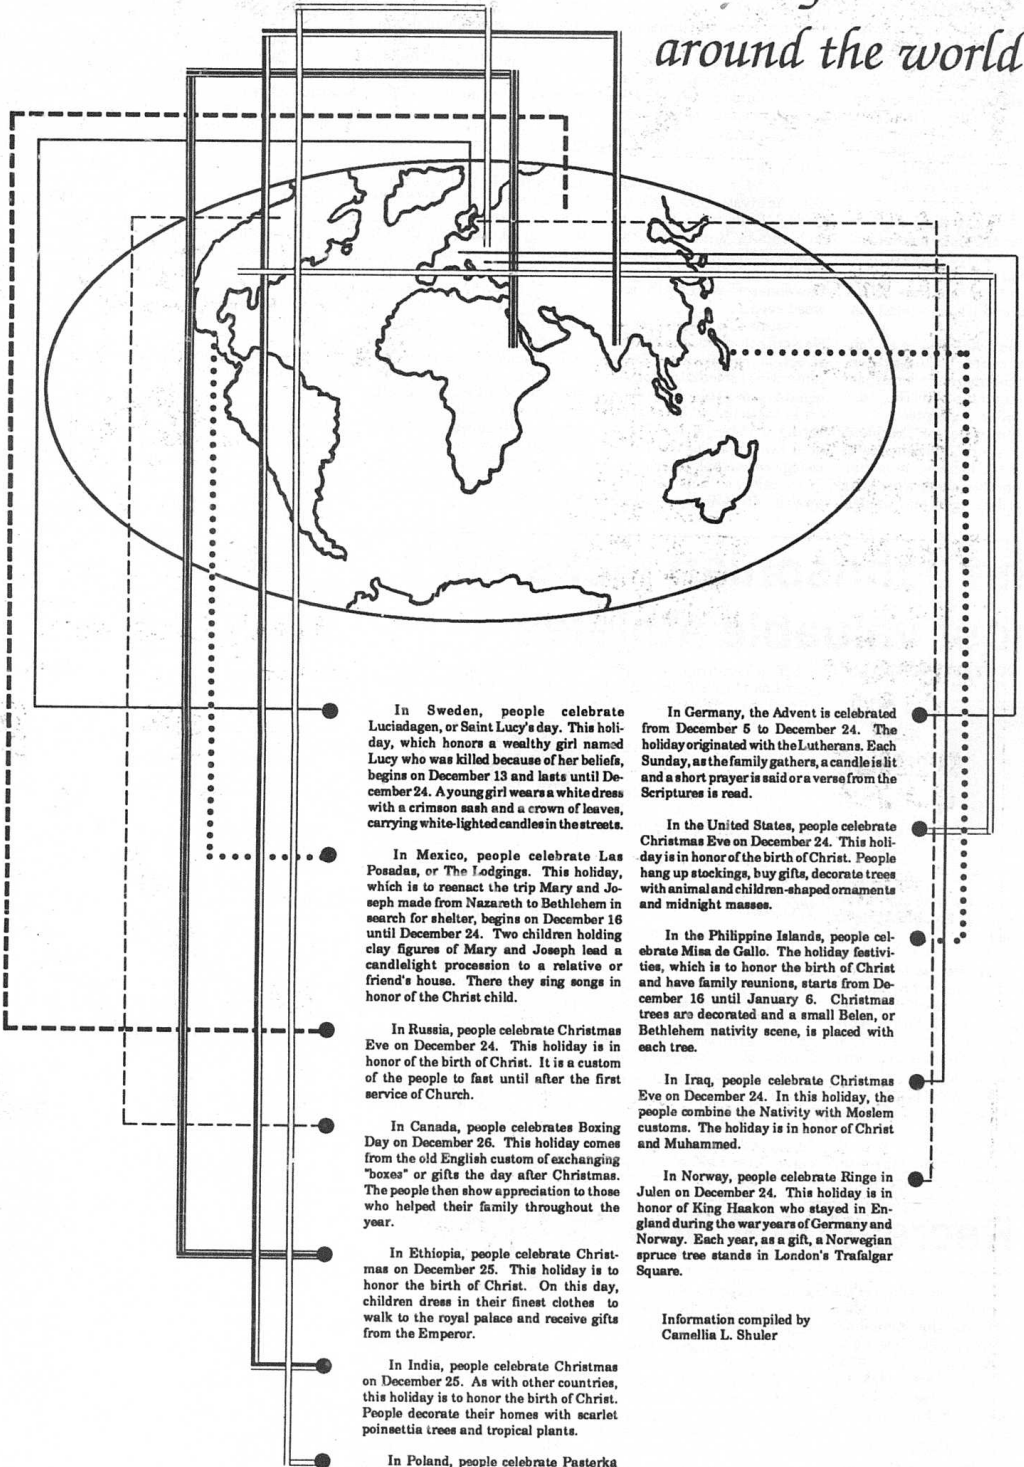 around the world
In Sweden, people celebrate
Luciadagen, or Saint Lucy's day. This holi-
day, which honors a wealthy girl named
Lucy who was killed because of her beliefs,
begins on December 13 and lasts until De-
cember 24. A young girl wears a white dress
with a crimson sash and a crown of leaves,
carrying white-lighted candles in the streets.
In Mexico, people celebrate Las
Posadas, or The Lodgings. This holiday,
which is to reenact the trip Mary and Jo-
seph made from Nazareth to Bethlehem in
search for shelter, begins on December 16
until December 24. Two children holding
clay figures of Mary and Joseph lead a
candlelight procession to a relative or
friend's house. There they sing songs in
honor of the Christ child.
In Russia, people celebrate Christmas
Eve on December 24. This holiday is in
honor of the birth of Christ. It is a custom
of the people to fast until after the first
service of Church.
In Canada, people celebrates Boxing
Day on December 26. This holiday comes
from the old English custom of exchanging
"boxes" or gifts the day after Christmas.
The people then show appreciation to those
who helped their family throughout the
year.
In Ethiopia, people celebrate Christ-
mas on December 25. This holiday is to
honor the birth of Christ. On this day,
children dress in their finest clothes to
walk to the royal palace and receive gifts
from the Emperor.
In India, people celebrate Christmas
on December 25. As with other countries,
this holiday is to honor the birth of Christ.
People decorate their homes with scarlet
poinsettia trees and tropical plants.
In Poland, people celebrate Pasterka
In Germany, the Advent is celebrated
from December 5 to December 24. The
holiday originated with the Lutherans. Each
Sunday, as the family gathers, a candle is lit
and a short prayer is said or a verse from the
Scriptures is read.
In the United States, people celebrate
Christmas Eve on December 24. This holi-
day is in honor of the birth of Christ. People
hang up stockings, buy gifts, decorate trees
with animal and children-shaped ornaments
and midnight masses.
In the Philippine Islands, people cel-
ebrate Misa de Gallo. The holiday festivi-
ties, which is to honor the birth of Christ
and have family reunions, starts from De-
cember 16 until January 6. Christmas
trees are decorated and a small Belen, or
Bethlehem nativity scene, is placed with
each tree.
In Iraq, people celebrate Christmas
Eve on December 24. In this holiday, the
people combine the Nativity with Moslem
customs. The holiday is in honor of Christ
and Muhammed.
In Norway, people celebrate Ringe in
Julen on December 24. This holiday is in
honor of King Haakon who stayed in En-
gland during the war years of Germany and
Norway. Each year, as a gift, a Norwegian
spruce tree stands in London's Trafalgar
Square.
Information compiled by
Camellia L. Shuler